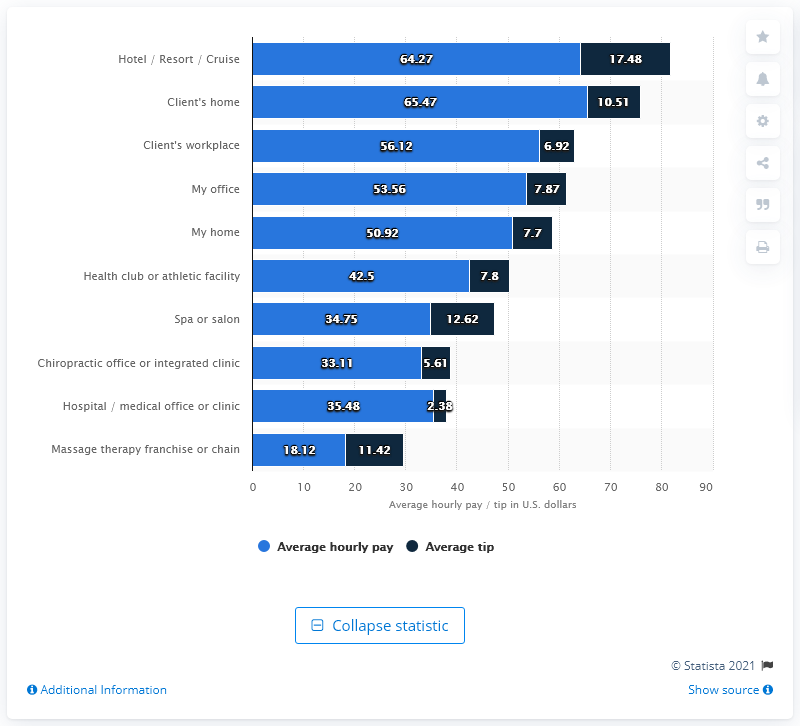 Hotel / Resort / Cruise 64.27 17.48
Client's home 65.47 10.51
Client's workplace 56.12 6.92
My office 53.56 7.87
My home 50.92 7.7
Health club or athletic facility 42.5 7.8
Spa or salon 34.75 12.62
Chiropractic office or integrated clinic 33.11 5.61
Hospital / medical office or clinic 35.48 2.38
Massage therapy franchise or chain 18.12 11.42
0 10 20 30 40 50 60 70 80 90
Average hourly pay / tip in U.S. dollars
Average hourly pay Average tip
Collapse statistic
© Statista 2021
Additional Information Show source